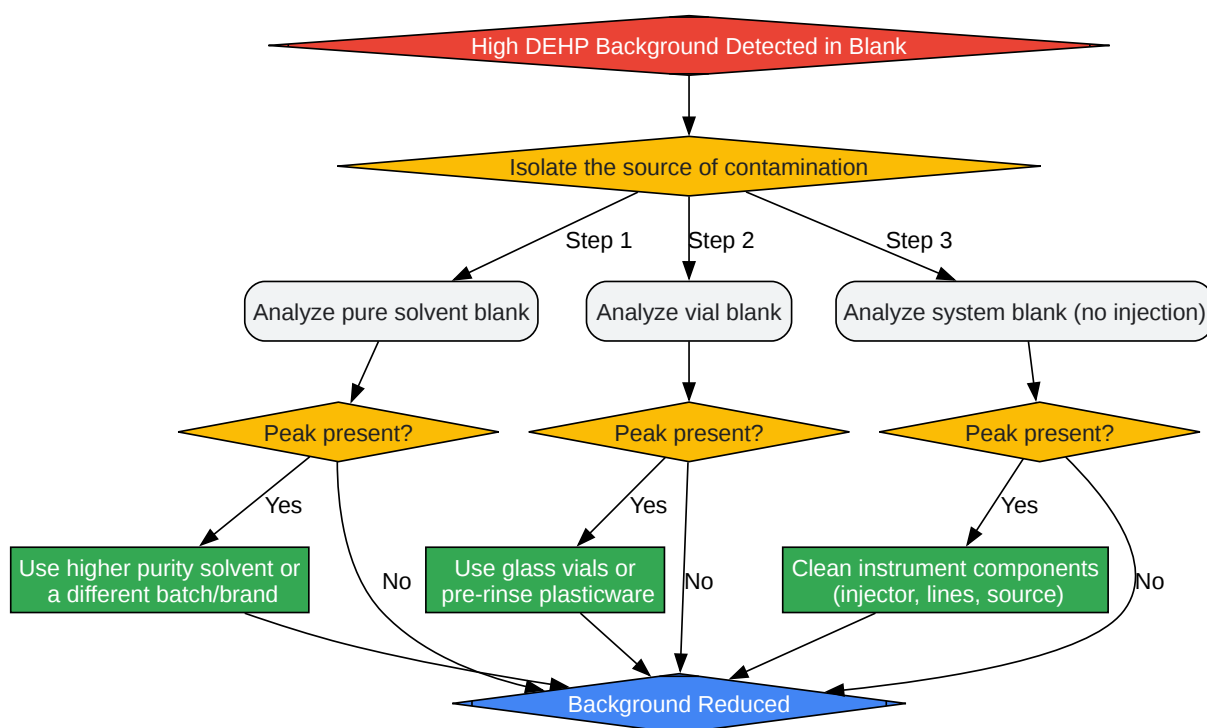 High DEHP Background Detected in Blank
Isolate the source of contamination
Step 1
Step 2
Step 3
Analyze pure solvent blank
Analyze vial blank
Analyze system blank (no injection)
Peak present?
Peak present?
Peak present?
Yes
Yes
Yes
Use higher purity solvent or
a different batch/brand
No
Use glass vials or
pre-rinse plasticware
No
Clean instrument components
(injector, lines, source)
No
Background Reduced